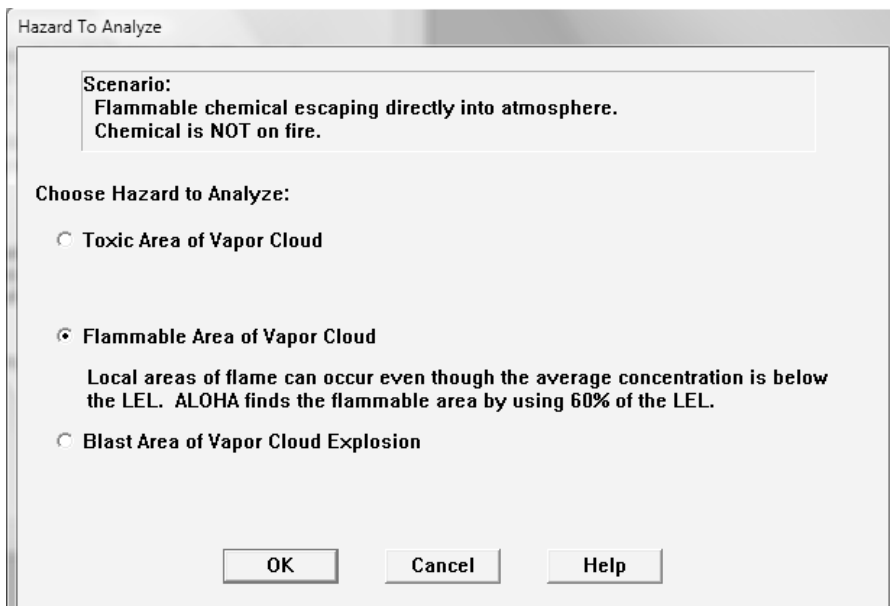 Hazard To Analyze
Scenario:
Flammable chemical escaping directly into atmosphere.
Chemical is NOT on fire.
Choose Hazard to Analyze:
Toxic Area of Vapor Cloud
Flammable Area of Vapor Cloud
Local areas of flame can occur even though the average concentration is below
the LEL. ALOHA finds the flammable area by using 60% of the LEL.
Blast Area of Vapor Cloud Explosion
OK Cancel Help